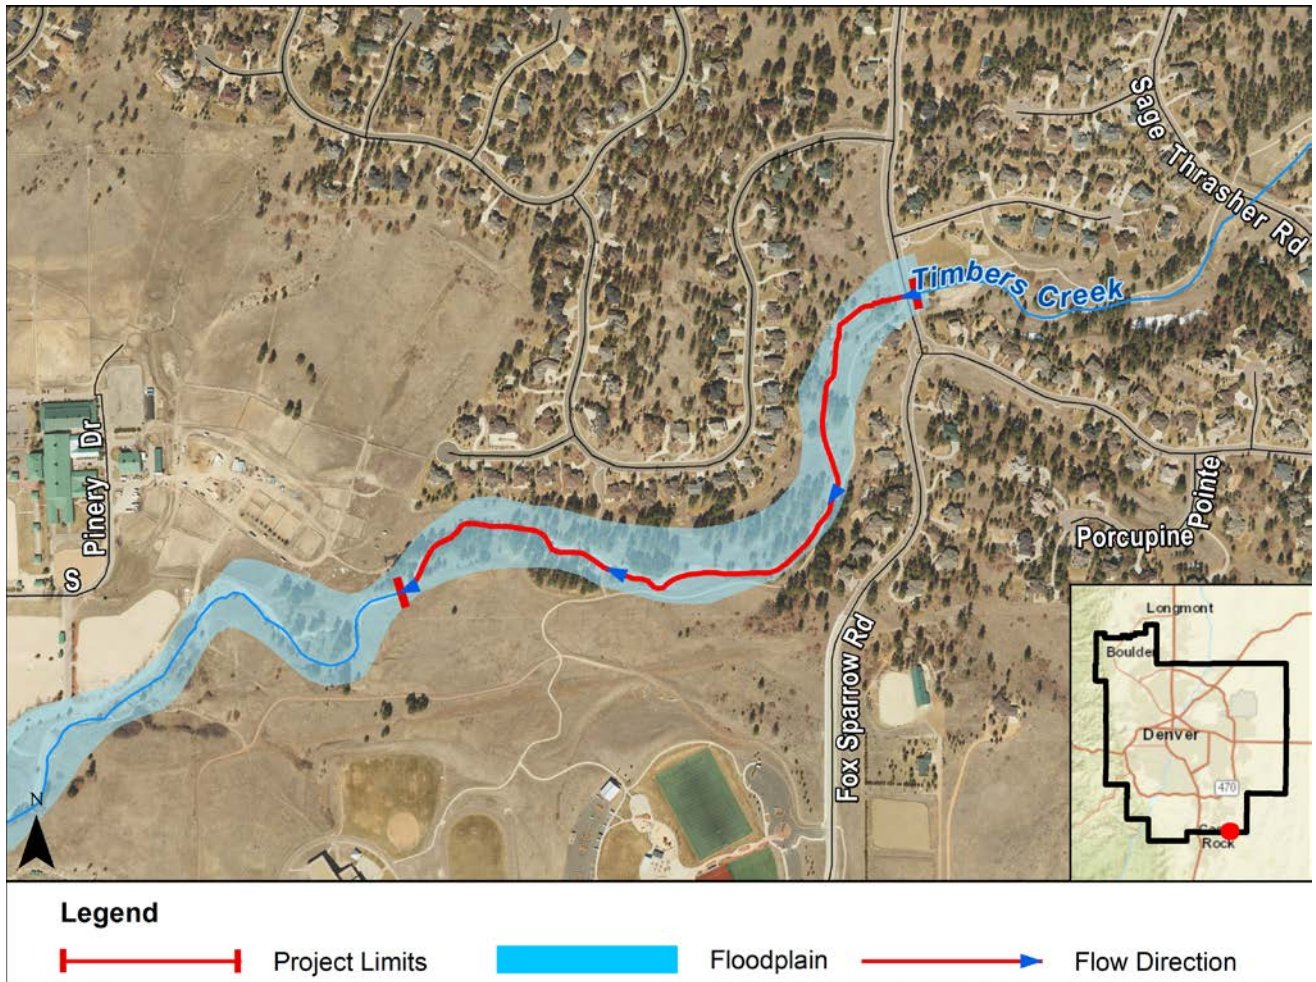 Sage Thrasher Rd
Timbers Creek
S Pinery Dr
Porcupine
Pointe
Fox Sparrow Rd
N
Longmont
Boulder
Denver
470
Rock
Legend
Project Limits
Floodplain
Flow Direction